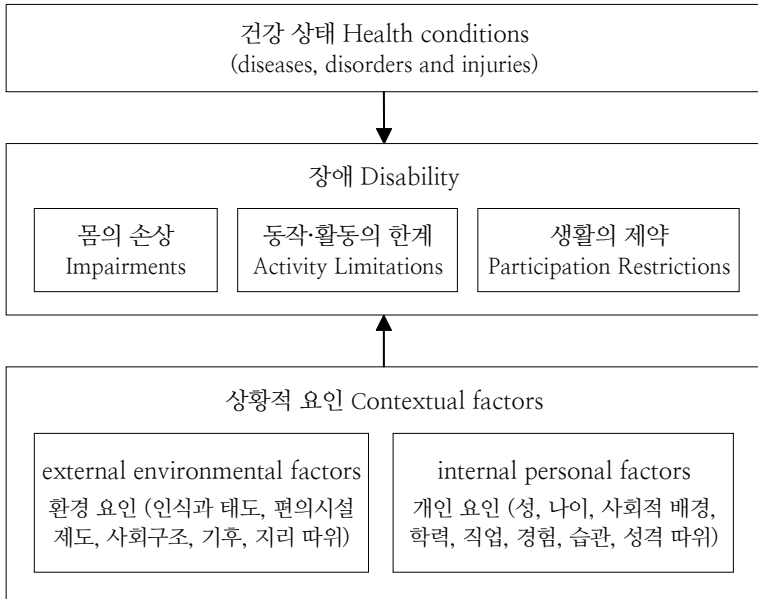 건강 상태 Health conditions
(diseases, disorders and injuries)
장애 Disability
몸의 손상
Impairments
동작·활동의 한계
Activity Limitations
생활의 제약
Participation Restrictions
상황적 요인 Contextual factors
external environmental factors
환경 요인 (인식과 태도, 편의시설
제도, 사회구조, 기후, 지리 따위)
internal personal factors
개인 요인 (성, 나이, 사회적 배경,
학력, 직업, 경험, 습관, 성격 따위)